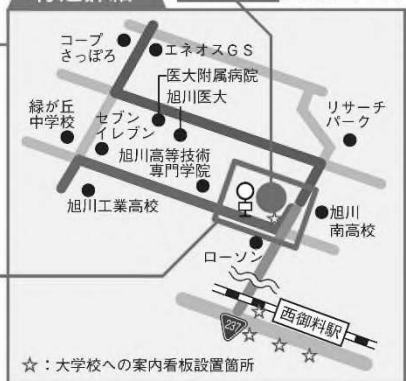 コープ
さっぽろ
エネオスGS
医大附属病院
旭川医大
緑が丘
中学校
セブン
イレブン
リサーチ
パーク
旭川高等技術
専門学院
旭川工業高校
旭川
南高校
ローソン
西御料駅
237
☆：大学校への案内看板設置箇所